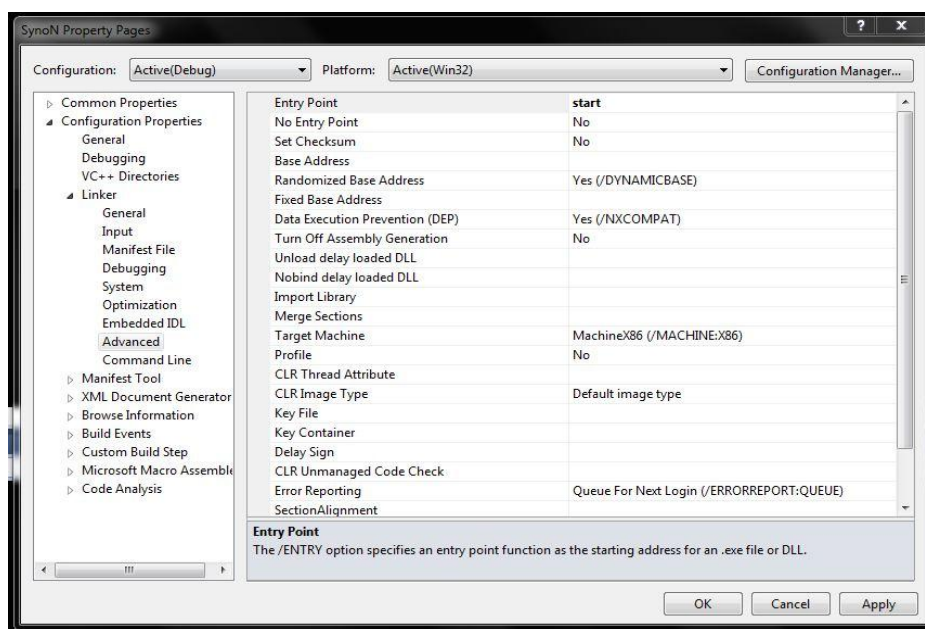 SynoN Property Pages
Configuration: Active(Debug) Platform: Active(Win32) Configuration Manager...
Common Properties
Configuration Properties
General
Debugging
VC++ Directories
Linker
General
Input
Manifest File
Debugging
System
Optimization
Embedded IDL
Advanced
Command Line
Manifest Tool
XML Document Generator
Browse Information
Build Events
Custom Build Step
Microsoft Macro Assemble
Code Analysis
Entry Point start
No Entry Point No
Set Checksum No
Base Address
Randomized Base Address Yes (/DYNAMICBASE)
Fixed Base Address
Data Execution Prevention (DEP) Yes (/NXCOMPAT)
Turn Off Assembly Generation No
Unload delay loaded DLL
Nobind delay loaded DLL
Import Library
Merge Sections
Target Machine MachineX86 (/MACHINE:X86)
Profile No
CLR Thread Attribute
CLR Image Type Default image type
Key File
Key Container
Delay Sign
CLR Unmanaged Code Check
Error Reporting Queue For Next Login (/ERRORREPORT:QUEUE)
SectionAlignment
Entry Point
The /ENTRY option specifies an entry point function as the starting address for an .exe file or DLL.
OK Cancel Apply